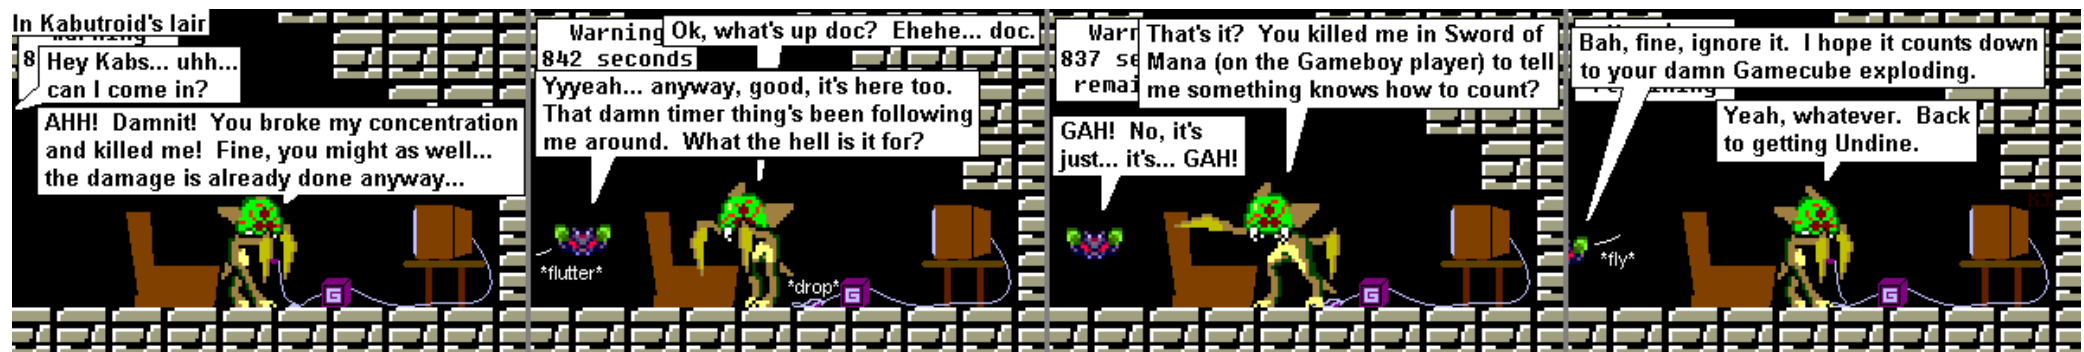 In Kabutroid's lair
8
Hey Kabs... uhh...
can I come in?
AHH!  Damnit!  You broke my concentration
and killed me!  Fine, you might as well...
the damage is already done anyway...
Warning
842 seconds
Ok, what's up doc?  Ehehe... doc.
Yyyeah... anyway, good, it's here too.
That damn timer thing's been following
me around.  What the hell is it for?
*flutter*
*drop*
Warn
837 se
remai
That's it?  You killed me in Sword of
Mana (on the Gameboy player) to tell
me something knows how to count?
GAH!  No, it's
just... it's... GAH!
Bah, fine, ignore it.  I hope it counts down
to your damn Gamecube exploding.
Yeah, whatever.  Back
to getting Undine.
*fly*